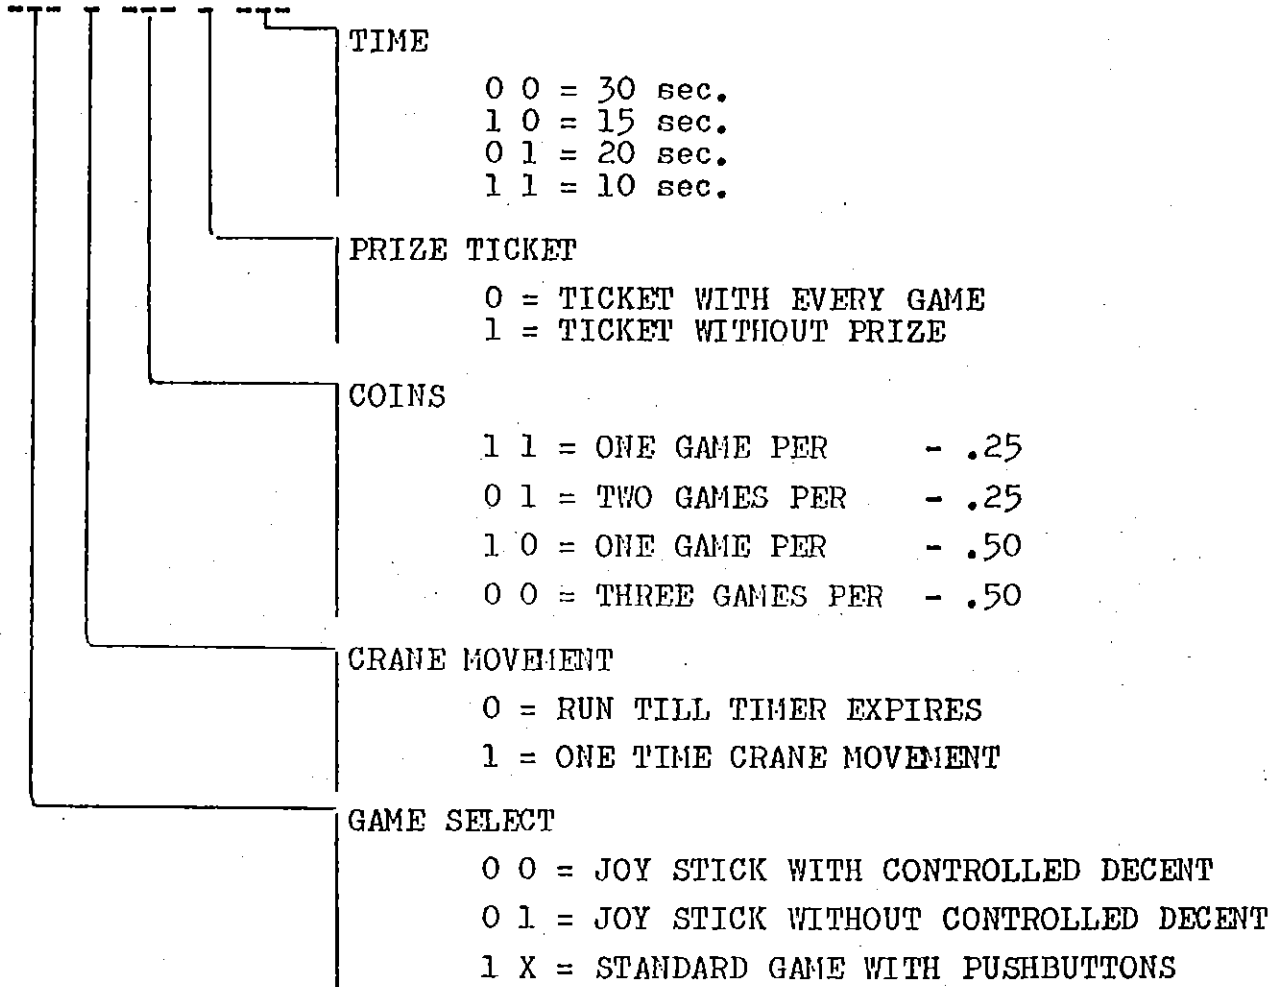 TIME
0 0 = 30 sec.
1 0 = 15 sec.
0 1 = 20 sec.
1 1 = 10 sec.
PRIZE TICKET
0 = TICKET WITH EVERY GAME
1 = TICKET WITHOUT PRIZE
COINS
1 1 = ONE GAME PER - .25
0 1 = TWO GAMES PER - .25
1 0 = ONE GAME PER - .50
0 0 = THREE GAMES PER - .50
CRANE MOVEMENT
0 = RUN TILL TIMER EXPIRES
1 = ONE TIME CRANE MOVEMENT
GAME SELECT
0 0 = JOY STICK WITH CONTROLLED DECENT
0 1 = JOY STICK WITHOUT CONTROLLED DECENT
1 X = STANDARD GAME WITH PUSHBUTTONS